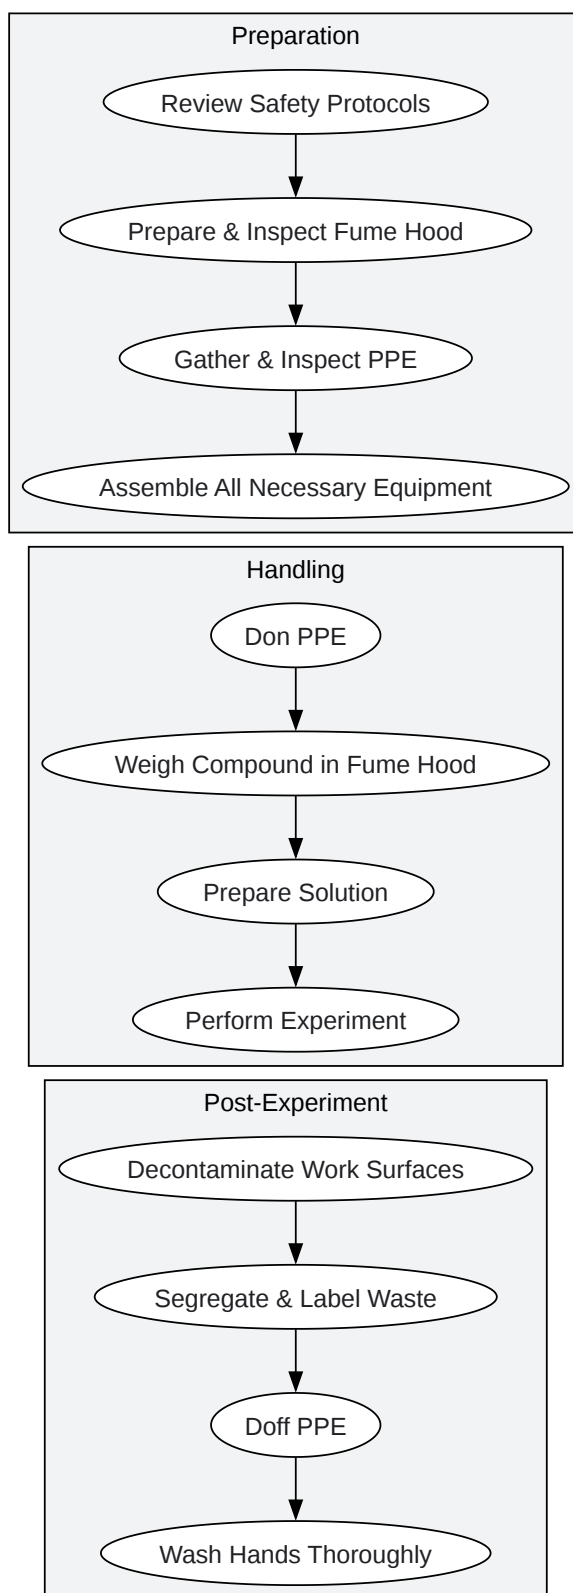 Preparation
Review Safety Protocols
Prepare & Inspect Fume Hood
Gather & Inspect PPE
Assemble All Necessary Equipment
Handling
Don PPE
Weigh Compound in Fume Hood
Prepare Solution
Perform Experiment
Post-Experiment
Decontaminate Work Surfaces
Segregate & Label Waste
Doff PPE
Wash Hands Thoroughly